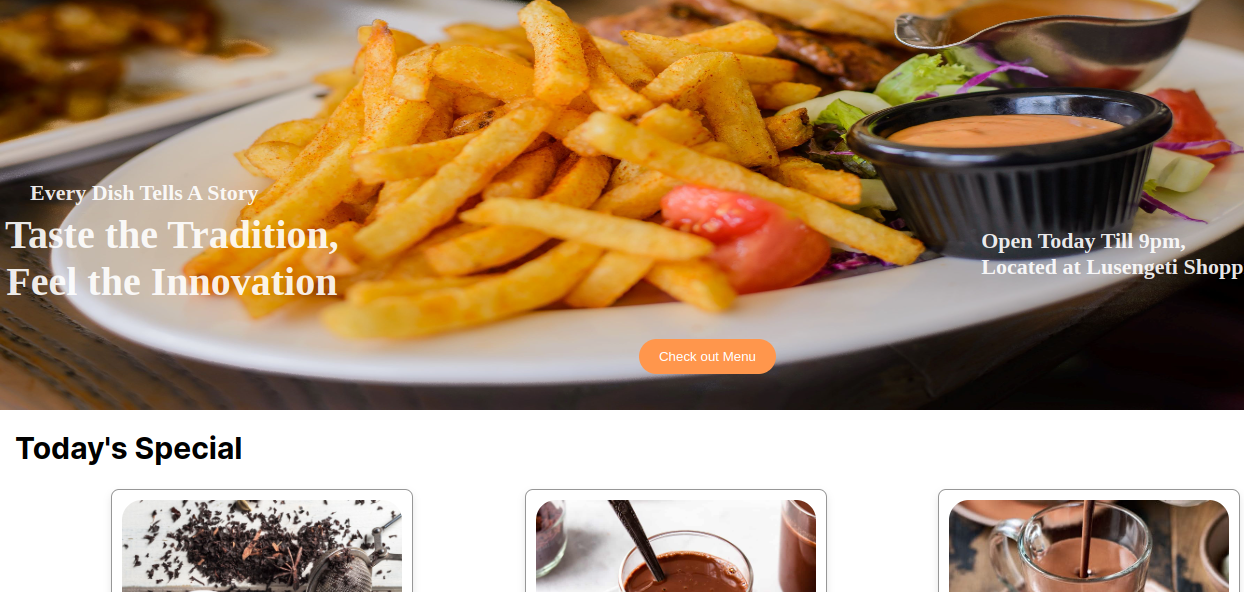 Every Dish Tells A Story
Taste the Tradition,
Feel the Innovation
Open Today Till 9pm,
Located at Lusengeti Shopp
Check out Menu
Today's Special